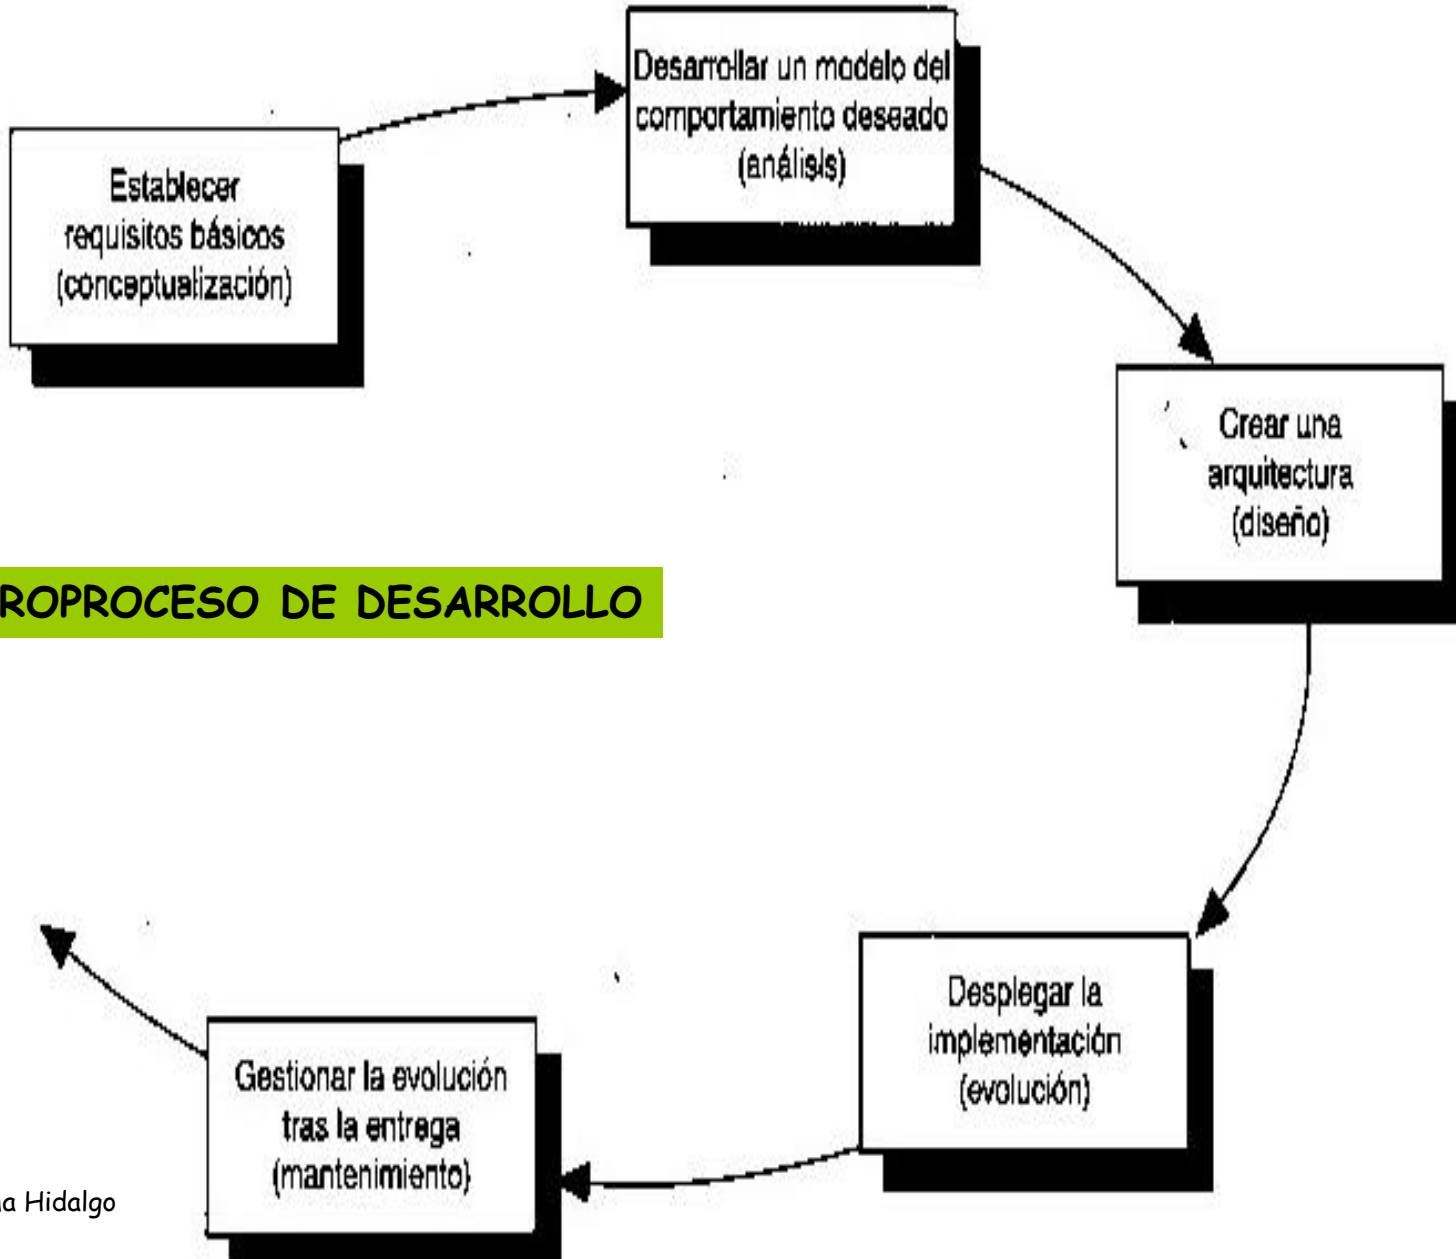 Desarrollar un modelo del
comportamiento deseado
(análisis)
Establecer
requisitos básicos
(conceptualización)
Crear una
arquitectura
(diseño)
ROPROCESO DE DESARROLLO
Desplegar la
implementación
(evolución)
Gestionar la evolución
tras la entrega
(mantenimiento)
Hidalgo